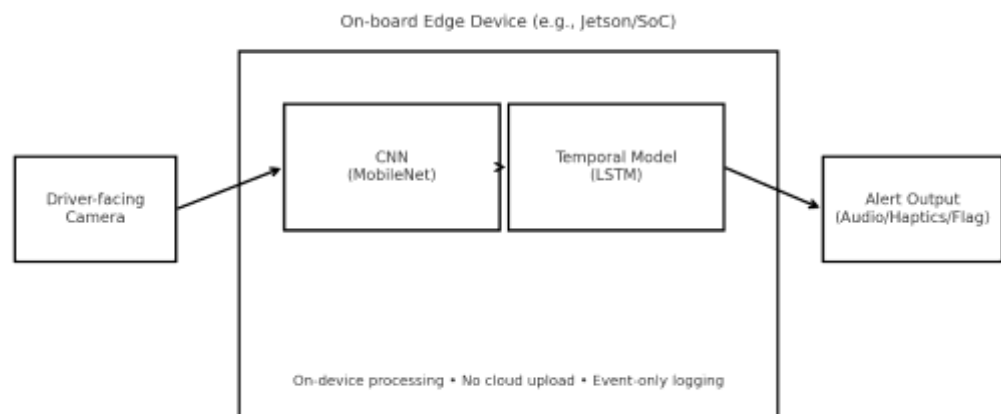 On-board Edge Device (e.g., Jetson/SoC)
Driver-facing
Camera
CNN
(MobileNet)
Temporal Model
(LSTM)
Alert Output
(Audio/Haptics/Flag)
On-device processing • No cloud upload • Event-only logging